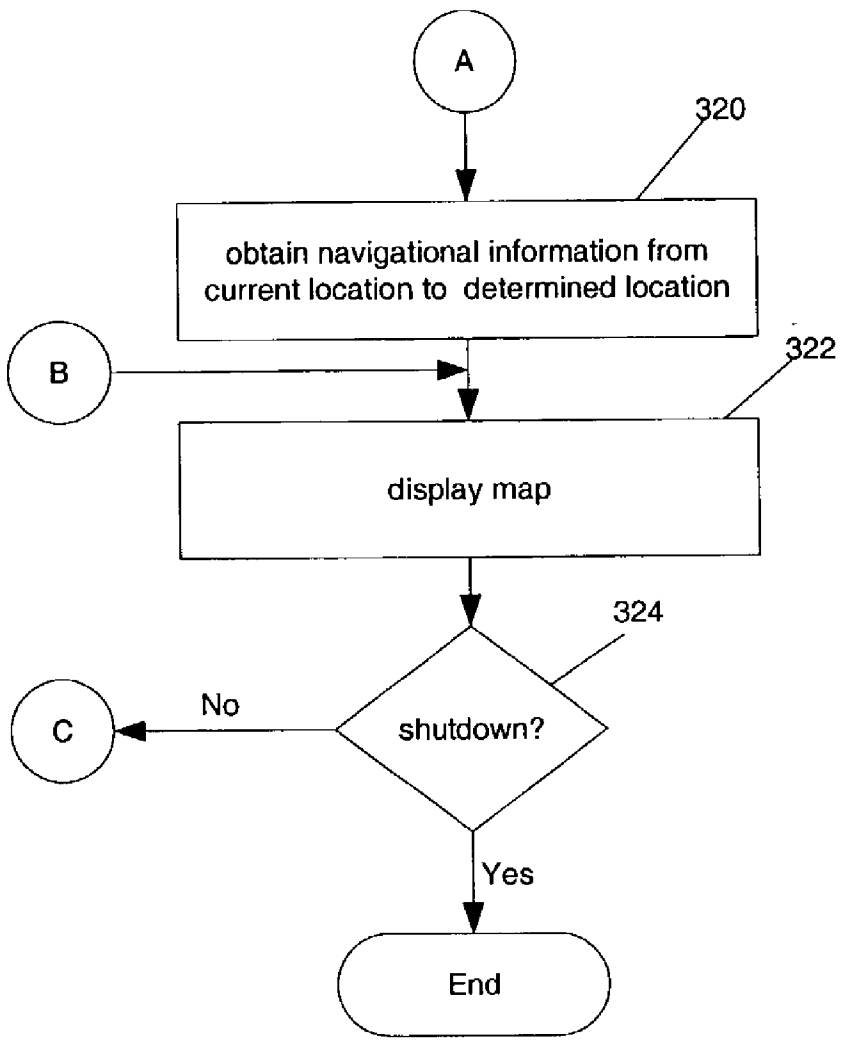 A
320
obtain navigational information from
current location to determined location
B
322
display map
324
No
C
shutdown?
Yes
End